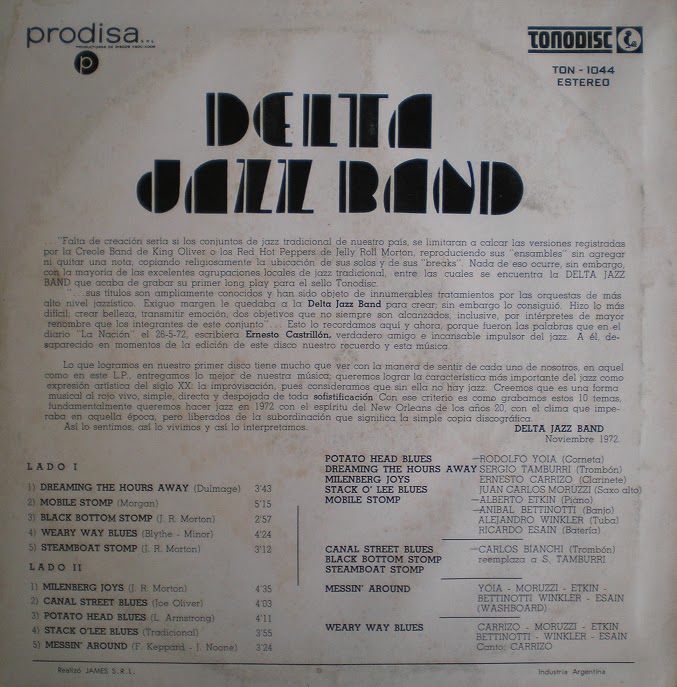 prodisa...
PRODUCTORES DE DISCOS ASOCIADOS
p
TONODISC
TON - 1044
ESTEREO
DELTA
JAZZ BAND
..."Falta de creación sería si los conjuntos de jazz tradicional de nuestro país, se limitaran a calcar las versiones registradas
por la Creole Band de King Oliver o los Red Hot Peppers de Jelly Roll Morton, reproduciendo sus "ensambles" sin agregar
ni quitar una nota, copiando religiosamente la ubicación de sus solos y de sus "breaks". Nada de eso ocurre, sin embargo,
con la mayoría de las excelentes agrupaciones locales de jazz tradicional, entre las cuales se encuentra la DELTA JAZZ
BAND que acaba de grabar su primer long play para el sello Tonodisc.
"...sus títulos son ampliamente conocidos y han sido objeto de innumerables tratamientos por las orquestas de más
alto nivel jazzístico. Exiguo margen le quedaba a la Delta Jazz Band para crear; sin embargo lo consiguió. Hizo lo más
difícil: crear belleza, transmitir emoción, dos objetivos que no siempre son alcanzados, inclusive, por intérpretes de mayor
renombre que los integrantes de este conjunto"... Esto lo recordamos aquí y ahora, porque fueron las palabras que en el
diario "La Nación" el 28-5-72, escribiera Ernesto Castrillón, verdadero amigo e incansable impulsor del jazz. A él, de-
saparecido en momentos de la edición de este disco nuestro recuerdo y esta música.
Lo que logramos en nuestro primer disco tiene mucho que ver con la manera de sentir de cada uno de nosotros, en aquel
como en este L.P., entregamos lo mejor de nuestra música; queremos lograr la característica más importante del jazz como
expresión artística del siglo XX: la improvisación, pues consideramos que sin ella no hay jazz. Creemos que es una forma
musical al rojo vivo, simple, directa y despojada de toda sofistificación. Con ese criterio es como grabamos estos 10 temas,
fundamentalmente queremos hacer jazz en 1972 con el espíritu del New Orleans de los años 20, con el clima que impe-
raba en aquella época, pero liberados de la subordinación que significa la simple copia discográfica.
Así lo sentimos, así lo vivimos y así lo interpretamos.
DELTA JAZZ BAND
Noviembre 1972
LADO I
1) DREAMING THE HOURS AWAY (Dulmage) 3'43
2) MOBILE STOMP (Morgan) 5'15
3) BLACK BOTTOM STOMP (J. R. Morton) 2'57
4) WEARY WAY BLUES (Blythe - Minor) 4'24
5) STEAMBOAT STOMP (J. R. Morton) 3'12
LADO II
1) MILENBERG JOYS (J. R. Morton) 4'35
2) CANAL STREET BLUES (Joe Oliver) 4'03
3) POTATO HEAD BLUES (L. Armstrong) 4'11
4) STACK O'LEE BLUES (Tradicional) 3'55
5) MESSIN' AROUND (F. Keppard - J. Noone) 3'24
POTATO HEAD BLUES —RODOLFO YOIA (Corneta)
DREAMING THE HOURS AWAY SERGIO TAMBURRI (Trombón)
MILENBERG JOYS ERNESTO CARRIZO (Clarinete)
STACK O' LEE BLUES JUAN CARLOS MORUZZI (Saxo alto)
MOBILE STOMP —ALBERTO ETKIN (Piano)
—ANIBAL BETTINOTTI (Banjo)
ALEJANDRO WINKLER (Tuba)
RICARDO ESAIN (Batería)
CANAL STREET BLUES —CARLOS BIANCHI (Trombón)
BLACK BOTTOM STOMP reemplaza a S. TAMBURRI
STEAMBOAT STOMP
MESSIN' AROUND YOIA - MORUZZI - ETKIN -
BETTINOTTI WINKLER - ESAIN
(WASHBOARD)
WEARY WAY BLUES CARRIZO - MORUZZI - ETKIN
BETTINOTTI - WINKLER - ESAIN
Canto: CARRIZO
Realizó JAMES S.R.L.
Industria Argentina